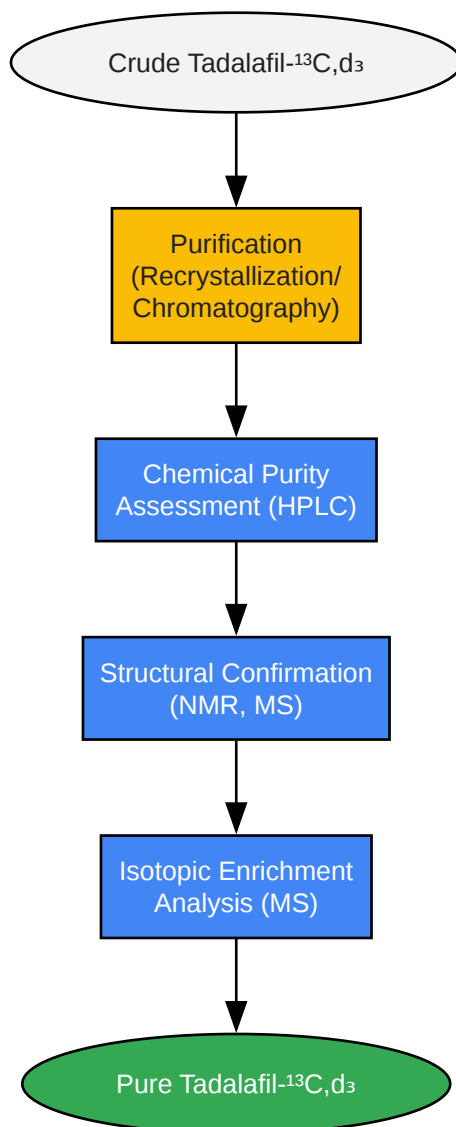 Crude Tadalafil-¹³C,d₃
Purification
(Recrystallization/
Chromatography)
Chemical Purity
Assessment (HPLC)
Structural Confirmation
(NMR, MS)
Isotopic Enrichment
Analysis (MS)
Pure Tadalafil-¹³C,d₃